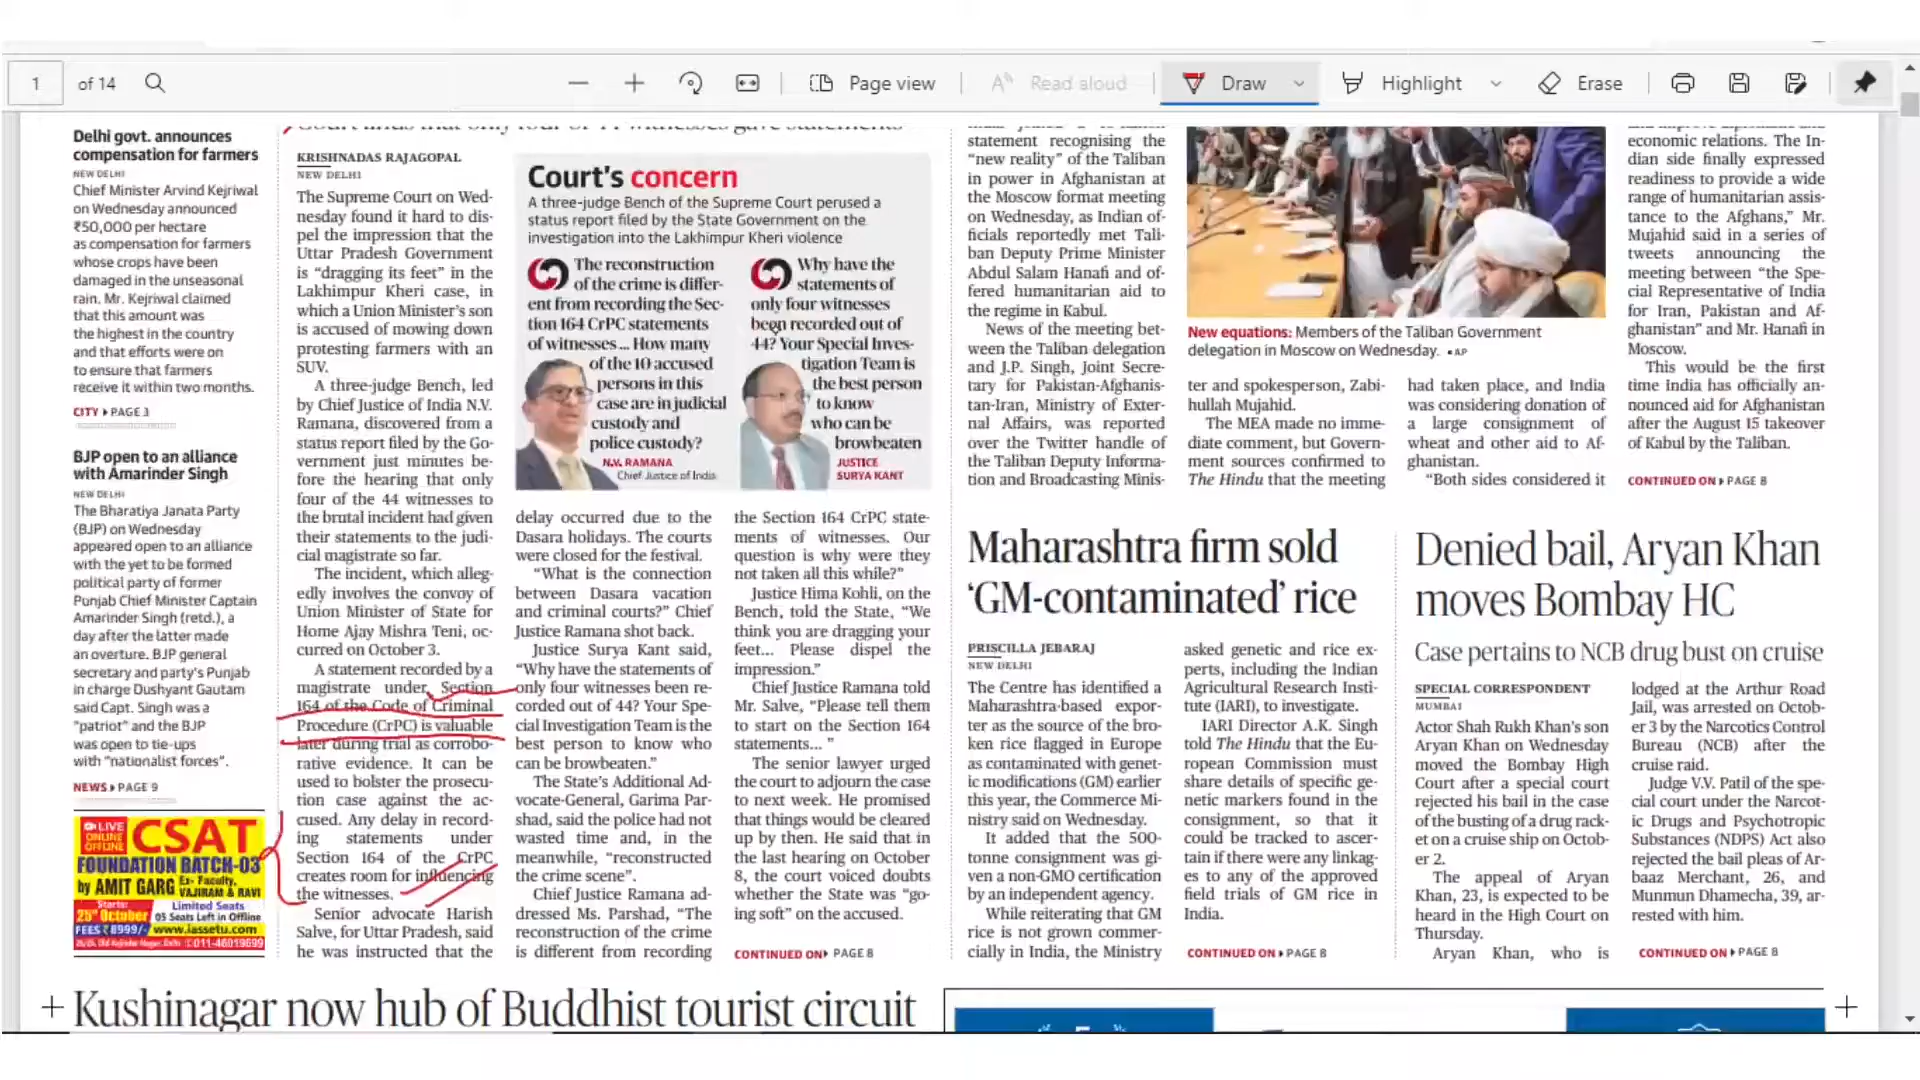 1 of 14
Page view
Read aloud
Draw
Highlight
Erase
Delhi govt. announces
compensation for farmers
NEW DELHI
Chief Minister Arvind Kejriwal
on Wednesday announced
₹50,000 per hectare
as compensation for farmers
whose crops have been
damaged in the unseasonal
rain. Mr. Kejriwal claimed
that this amount was
the highest in the country
and that efforts were on
to ensure that farmers
receive it within two months.
CITY ▸ PAGE 3
BJP open to an alliance
with Amarinder Singh
NEW DELHI
The Bharatiya Janata Party
(BJP) on Wednesday
appeared open to an alliance
with the yet to be formed
political party of former
Punjab Chief Minister Captain
Amarinder Singh (retd.), a
day after the latter made
an overture. BJP general
secretary and party's Punjab
in charge Dushyant Gautam
said Capt. Singh was a
"patriot" and the BJP
was open to tie-ups
with "nationalist forces".
NEWS ▸ PAGE 9
LIVE
ONLINE
OFFLINE
CSAT
FOUNDATION BATCH-03
by AMIT GARG Ex- Faculty,
VAJIRAM & RAVI
Starts:
25th October
Limited Seats
05 Seats Left in Offline
FEES ₹8999/- www.iassetu.com
011-46019699
Court finds that only four of 44 witnesses gave statements
KRISHNADAS RAJAGOPAL
NEW DELHI
The Supreme Court on Wed-
nesday found it hard to dis-
pel the impression that the
Uttar Pradesh Government
is "dragging its feet" in the
Lakhimpur Kheri case, in
which a Union Minister's son
is accused of mowing down
protesting farmers with an
SUV.
A three-judge Bench, led
by Chief Justice of India N.V.
Ramana, discovered from a
status report filed by the Go-
vernment just minutes be-
fore the hearing that only
four of the 44 witnesses to
the brutal incident had given
their statements to the judi-
cial magistrate so far.
The incident, which alleg-
edly involves the convoy of
Union Minister of State for
Home Ajay Mishra Teni, oc-
curred on October 3.
A statement recorded by a
magistrate under Section
164 of the Code of Criminal
Procedure (CrPC) is valuable
later during trial as corrobo-
rative evidence. It can be
used to bolster the prosecu-
tion case against the ac-
cused. Any delay in record-
ing statements under
Section 164 of the CrPC
creates room for influencing
the witnesses.
Senior advocate Harish
Salve, for Uttar Pradesh, said
he was instructed that the
Court's concern
A three-judge Bench of the Supreme Court perused a
status report filed by the State Government on the
investigation into the Lakhimpur Kheri violence
The reconstruction
of the crime is differ-
ent from recording the Sec-
tion 164 CrPC statements
of witnesses ... How many
of the 10 accused
persons in this
case are in judicial
custody and
police custody?
N.V. RAMANA
Chief Justice of India
Why have the
statements of
only four witnesses
been recorded out of
44? Your Special Inves-
tigation Team is
the best person
to know
who can be
browbeaten
JUSTICE
SURYA KANT
delay occurred due to the
Dasara holidays. The courts
were closed for the festival.
"What is the connection
between Dasara vacation
and criminal courts?" Chief
Justice Ramana shot back.
Justice Surya Kant said,
"Why have the statements of
only four witnesses been re-
corded out of 44? Your Spe-
cial Investigation Team is the
best person to know who
can be browbeaten."
The State's Additional Ad-
vocate-General, Garima Par-
shad, said the police had not
wasted time and, in the
meanwhile, "reconstructed
the crime scene".
Chief Justice Ramana ad-
dressed Ms. Parshad, "The
reconstruction of the crime
is different from recording
the Section 164 CrPC state-
ments of witnesses. Our
question is why were they
not taken all this while?"
Justice Hima Kohli, on the
Bench, told the State, "We
think you are dragging your
feet... Please dispel the
impression."
Chief Justice Ramana told
Mr. Salve, "Please tell them
to start on the Section 164
statements... "
The senior lawyer urged
the court to adjourn the case
to next week. He promised
that things would be cleared
up by then. He said that in
the last hearing on October
8, the court voiced doubts
whether the State was "go-
ing soft" on the accused.
CONTINUED ON ▸ PAGE 8
statement recognising the
"new reality" of the Taliban
in power in Afghanistan at
the Moscow format meeting
on Wednesday, as Indian of-
ficials reportedly met Tali-
ban Deputy Prime Minister
Abdul Salam Hanafi and of-
fered humanitarian aid to
the regime in Kabul.
News of the meeting bet-
ween the Taliban delegation
and J.P. Singh, Joint Secre-
tary for Pakistan-Afghanis-
tan-Iran, Ministry of Exter-
nal Affairs, was reported
over the Twitter handle of
the Taliban Deputy Informa-
tion and Broadcasting Minis-
New equations: Members of the Taliban Government
delegation in Moscow on Wednesday. ▪ AP
ter and spokesperson, Zabi-
hullah Mujahid.
The MEA made no imme-
diate comment, but Govern-
ment sources confirmed to
The Hindu that the meeting
had taken place, and India
was considering donation of
a large consignment of
wheat and other aid to Af-
ghanistan.
"Both sides considered it
economic relations. The In-
dian side finally expressed
readiness to provide a wide
range of humanitarian assis-
tance to the Afghans," Mr.
Mujahid said in a series of
tweets announcing the
meeting between "the Spe-
cial Representative of India
for Iran, Pakistan and Af-
ghanistan" and Mr. Hanafi in
Moscow.
This would be the first
time India has officially an-
nounced aid for Afghanistan
after the August 15 takeover
of Kabul by the Taliban.
CONTINUED ON ▸ PAGE 8
Maharashtra firm sold
'GM-contaminated' rice
PRISCILLA JEBARAJ
NEW DELHI
The Centre has identified a
Maharashtra-based expor-
ter as the source of the bro-
ken rice flagged in Europe
as contaminated with genet-
ic modifications (GM) earlier
this year, the Commerce Mi-
nistry said on Wednesday.
It added that the 500-
tonne consignment was gi-
ven a non-GMO certification
by an independent agency.
While reiterating that GM
rice is not grown commer-
cially in India, the Ministry
asked genetic and rice ex-
perts, including the Indian
Agricultural Research Insti-
tute (IARI), to investigate.
IARI Director A.K. Singh
told The Hindu that the Eu-
ropean Commission must
share details of specific ge-
netic markers found in the
consignment, so that it
could be tracked to ascer-
tain if there were any linkag-
es to any of the approved
field trials of GM rice in
India.
CONTINUED ON ▸ PAGE 8
Denied bail, Aryan Khan
moves Bombay HC
Case pertains to NCB drug bust on cruise
SPECIAL CORRESPONDENT
MUMBAI
Actor Shah Rukh Khan's son
Aryan Khan on Wednesday
moved the Bombay High
Court after a special court
rejected his bail in the case
of the busting of a drug rack-
et on a cruise ship on Octob-
er 2.
The appeal of Aryan
Khan, 23, is expected to be
heard in the High Court on
Thursday.
Aryan Khan, who is
lodged at the Arthur Road
Jail, was arrested on Octob-
er 3 by the Narcotics Control
Bureau (NCB) after the
cruise raid.
Judge V.V. Patil of the spe-
cial court under the Narcot-
ic Drugs and Psychotropic
Substances (NDPS) Act also
rejected the bail pleas of Ar-
baaz Merchant, 26, and
Munmun Dhamecha, 39, ar-
rested with him.
CONTINUED ON ▸ PAGE 8
Kushinagar now hub of Buddhist tourist circuit